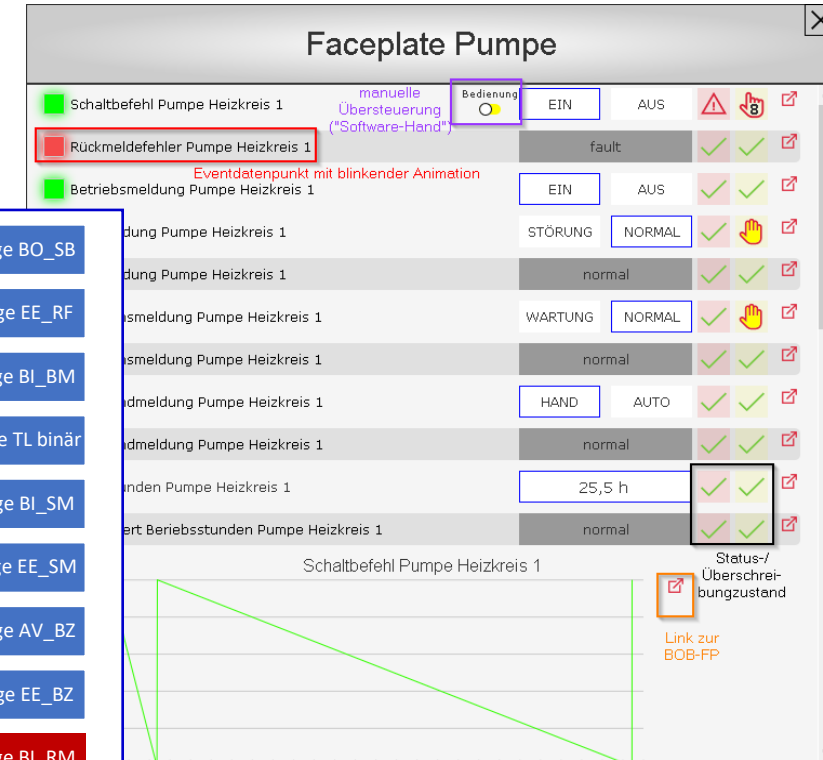 Faceplate Pumpe
Schaltbefehl Pumpe Heizkreis 1
manuelle
Übersteuerung
("Software-Hand")
Bedienung
EIN
AUS
8
Rückmeldefehler Pumpe Heizkreis 1
fault
Eventdatenpunkt mit blinkender Animation
Betriebsmeldung Pumpe Heizkreis 1
EIN
AUS
dung Pumpe Heizkreis 1
STÖRUNG
NORMAL
dung Pumpe Heizkreis 1
normal
smeldung Pumpe Heizkreis 1
WARTUNG
NORMAL
smeldung Pumpe Heizkreis 1
normal
dmeldung Pumpe Heizkreis 1
HAND
AUTO
dmeldung Pumpe Heizkreis 1
normal
nden Pumpe Heizkreis 1
25,5 h
ert Beriebsstunden Pumpe Heizkreis 1
normal
Schaltbefehl Pumpe Heizkreis 1
Status-/
Überschrei-
bungzustand
Link zur
BOB-FP
ge BO_SB
ge EE_RF
ge BI_BM
e TL binär
ge BI_SM
ge EE_SM
ge AV_BZ
ge EE_BZ
ge BI_RM